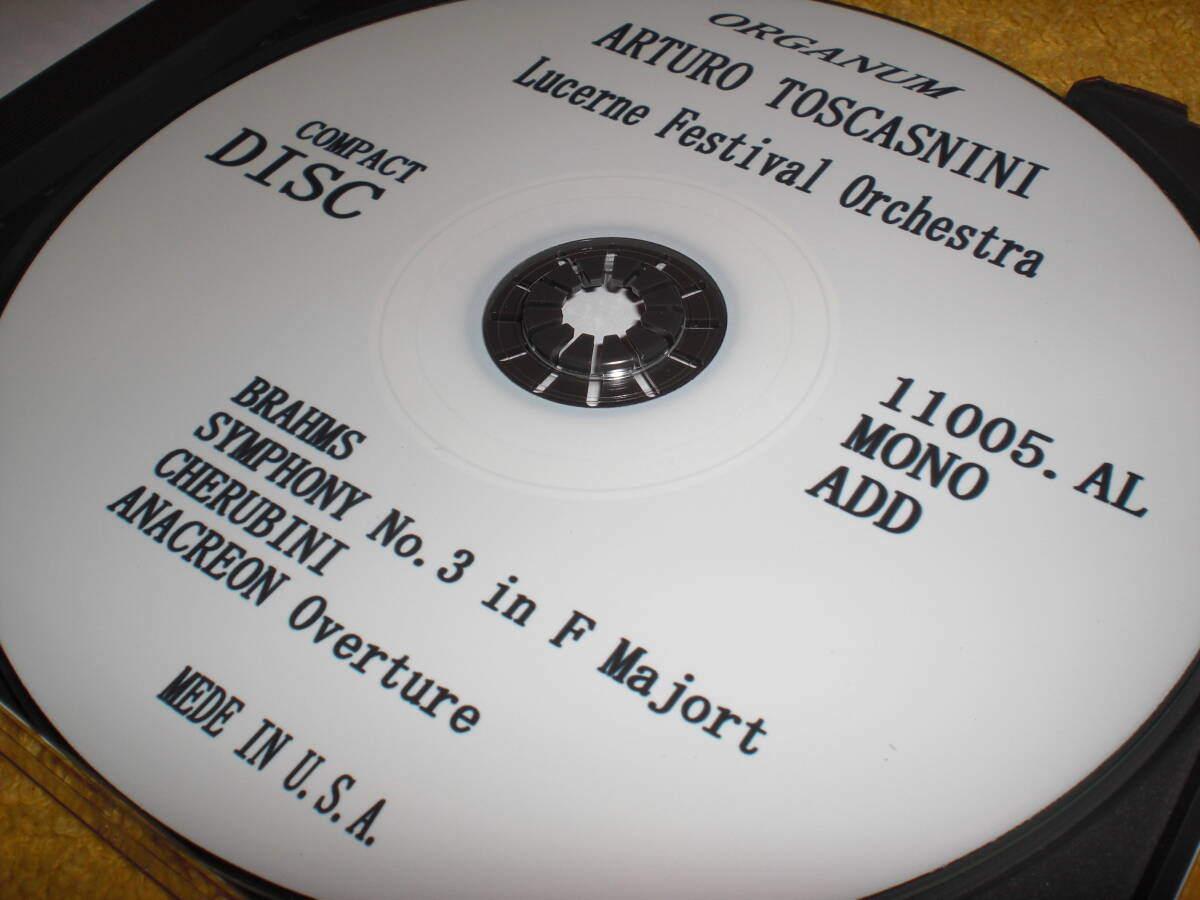 ORGANUM
ARTURO TOSCASNINI
Lucerne Festival Orchestra
COMPACT
DISC
11005. AL
MONO
ADD
BRAHMS
SYMPHONY No. 3 in F Majort
CHERUBINI
ANACREON Overture
MEDE IN U.S.A.